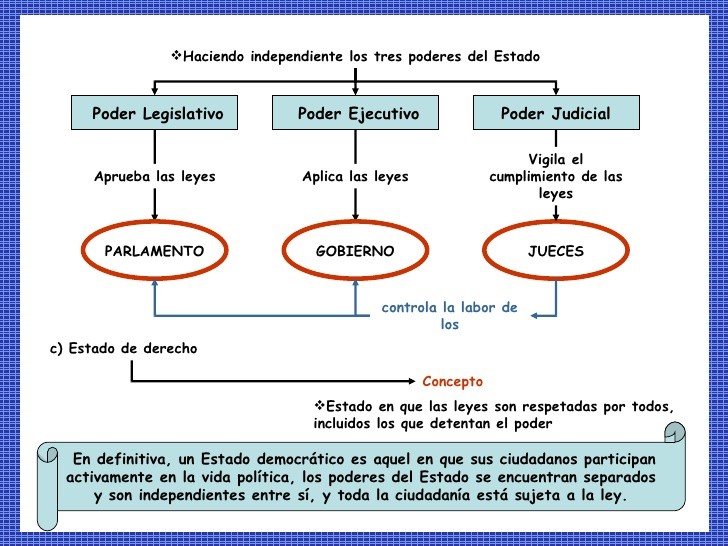 ❖Haciendo independiente los tres poderes del Estado
Poder Legislativo
Poder Ejecutivo
Poder Judicial
Aprueba las leyes
Aplica las leyes
Vigila el
cumplimiento de las
leyes
PARLAMENTO
GOBIERNO
JUECES
controla la labor de
los
c) Estado de derecho
Concepto
❖Estado en que las leyes son respetadas por todos,
incluidos los que detentan el poder
En definitiva, un Estado democrático es aquel en que sus ciudadanos participan
activamente en la vida política, los poderes del Estado se encuentran separados
y son independientes entre sí, y toda la ciudadanía está sujeta a la ley.